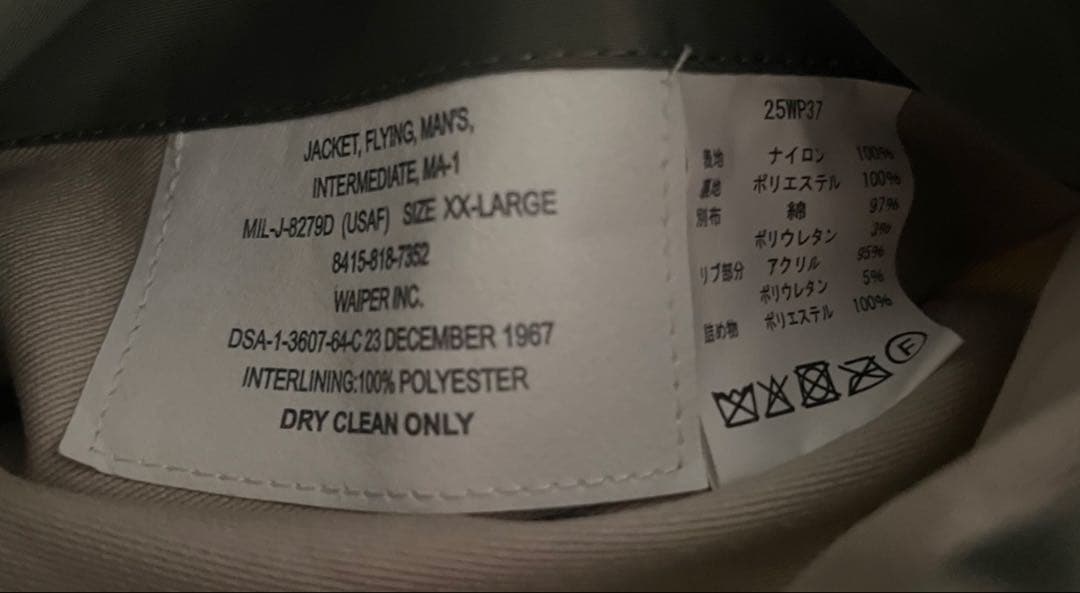 JACKET, FLYING, MAN'S,
INTERMEDIATE, MA-1
MIL-J-8279D (USAF) SIZE XX-LARGE
8415-818-7352
WAIPER INC.
DSA-1-3607-64-C 23 DECEMBER 1967
INTERLINING:100% POLYESTER
DRY CLEAN ONLY
25WP37
表地 ナイロン 100%
裏地 ポリエステル 100%
別布 綿 97%
ポリウレタン 3%
リブ部分 アクリル 95%
ポリウレタン 5%
詰め物 ポリエステル 100%
F